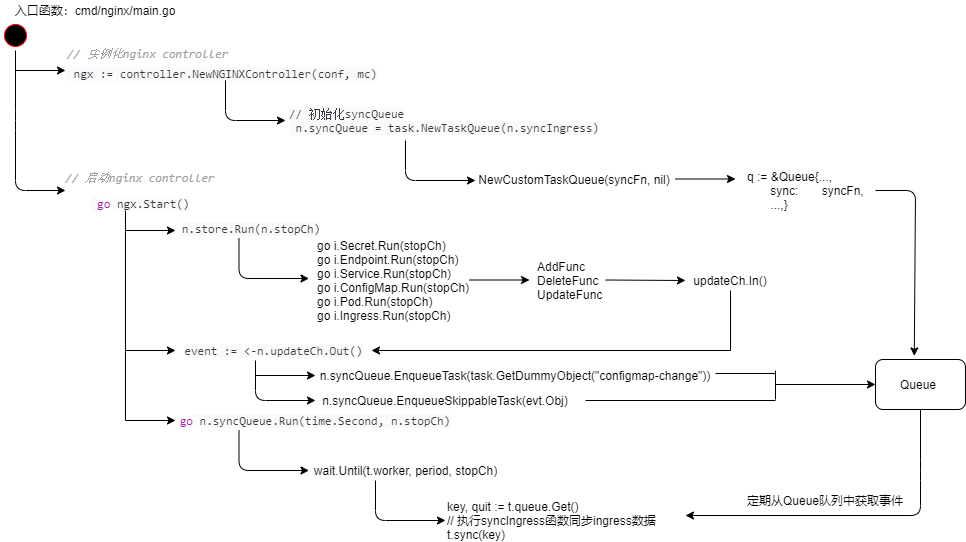 入口函数：cmd/nginx/main.go
// 实例化nginx controller
ngx := controller.NewNGINXController(conf, mc)
// 初始化syncQueue
n.syncQueue = task.NewTaskQueue(n.syncIngress)
// 启动nginx controller
NewCustomTaskQueue(syncFn, nil)
q := &Queue{...,
sync: syncFn,
...,}
go ngx.Start()
n.store.Run(n.stopCh)
go i.Secret.Run(stopCh)
go i.Endpoint.Run(stopCh)
go i.Service.Run(stopCh)
go i.ConfigMap.Run(stopCh)
go i.Pod.Run(stopCh)
go i.Ingress.Run(stopCh)
AddFunc
DeleteFunc
UpdateFunc
updateCh.In()
event := <-n.updateCh.Out()
n.syncQueue.EnqueueTask(task.GetDummyObject("configmap-change"))
n.syncQueue.EnqueueSkippableTask(evt.Obj)
Queue
go n.syncQueue.Run(time.Second, n.stopCh)
wait.Until(t.worker, period, stopCh)
定期从Queue队列中获取事件
key, quit := t.queue.Get()
// 执行syncIngress函数同步ingress数据
t.sync(key)